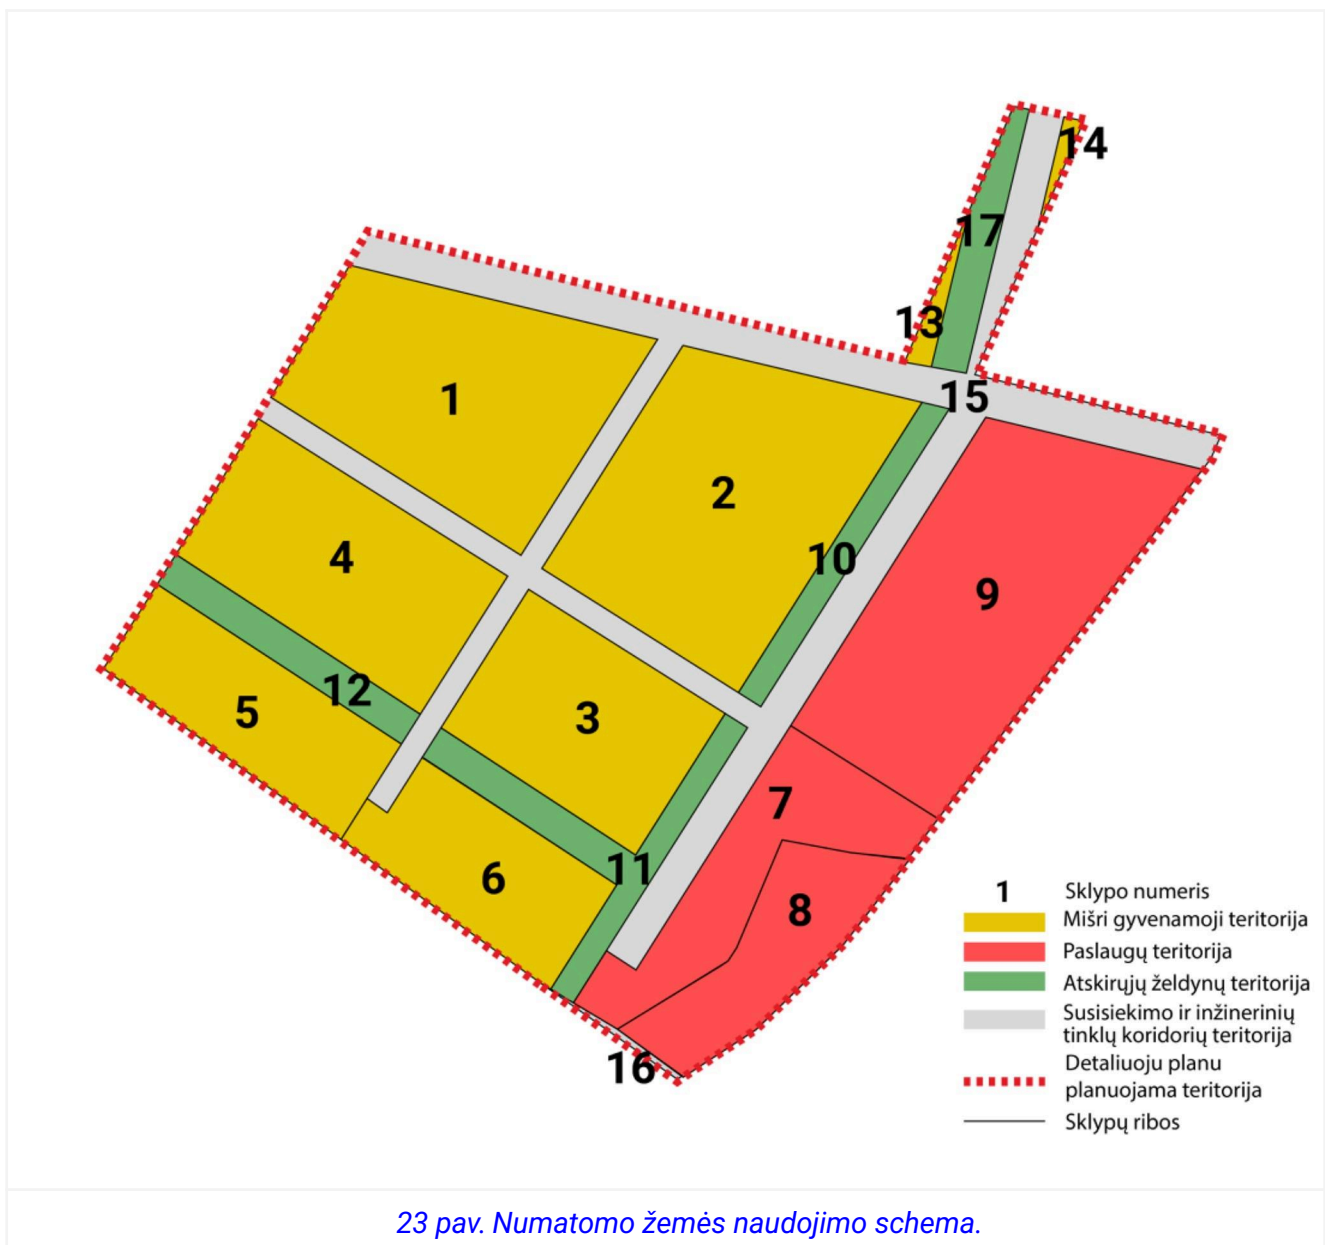 14
17
13
15
1
2
10
4
9
12
5
3
7
11
6
8
16
1 Sklypo numeris
Mišri gyvenamoji teritorija
Paslaugų teritorija
Atskirųjų želdynų teritorija
Susisiekimo ir inžinerinių
tinklų koridorių teritorija
Detaliuoju planu
planuojama teritorija
Sklypų ribos
23 pav. Numatomo žemės naudojimo schema.